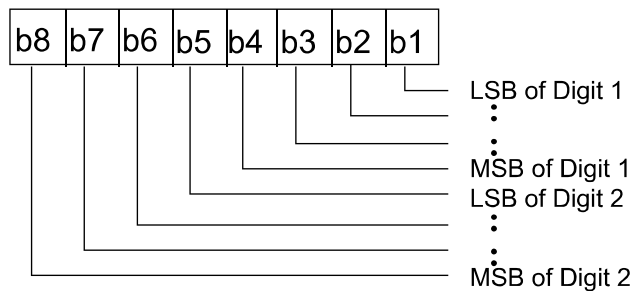 b8 b7 b6 b5 b4 b3 b2 b1
LSB of Digit 1
MSB of Digit 1
LSB of Digit 2
MSB of Digit 2